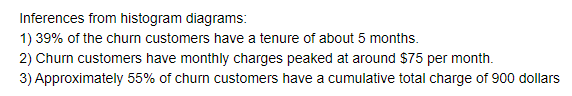 Inferences from histogram diagrams:
1) 39% of the churn customers have a tenure of about 5 months.
2) Churn customers have monthly charges peaked at around $75 per month.
3) Approximately 55% of churn customers have a cumulative total charge of 900 dollars